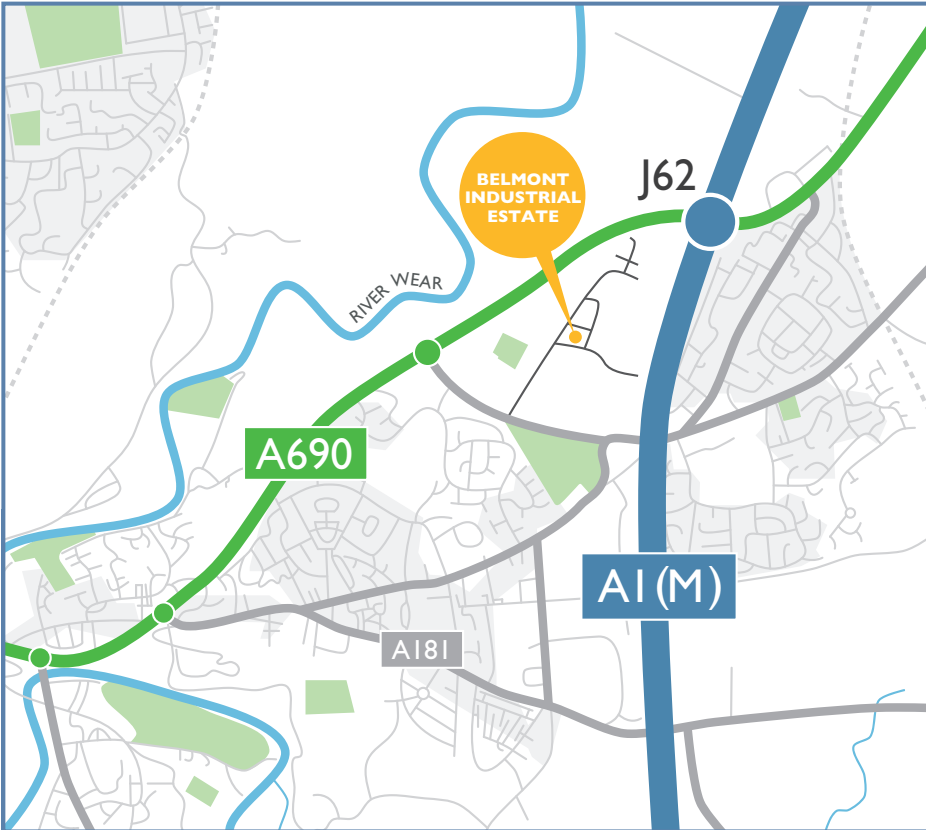 J62
BELMONT
INDUSTRIAL
ESTATE
RIVER WEAR
A690
A1(M)
A181